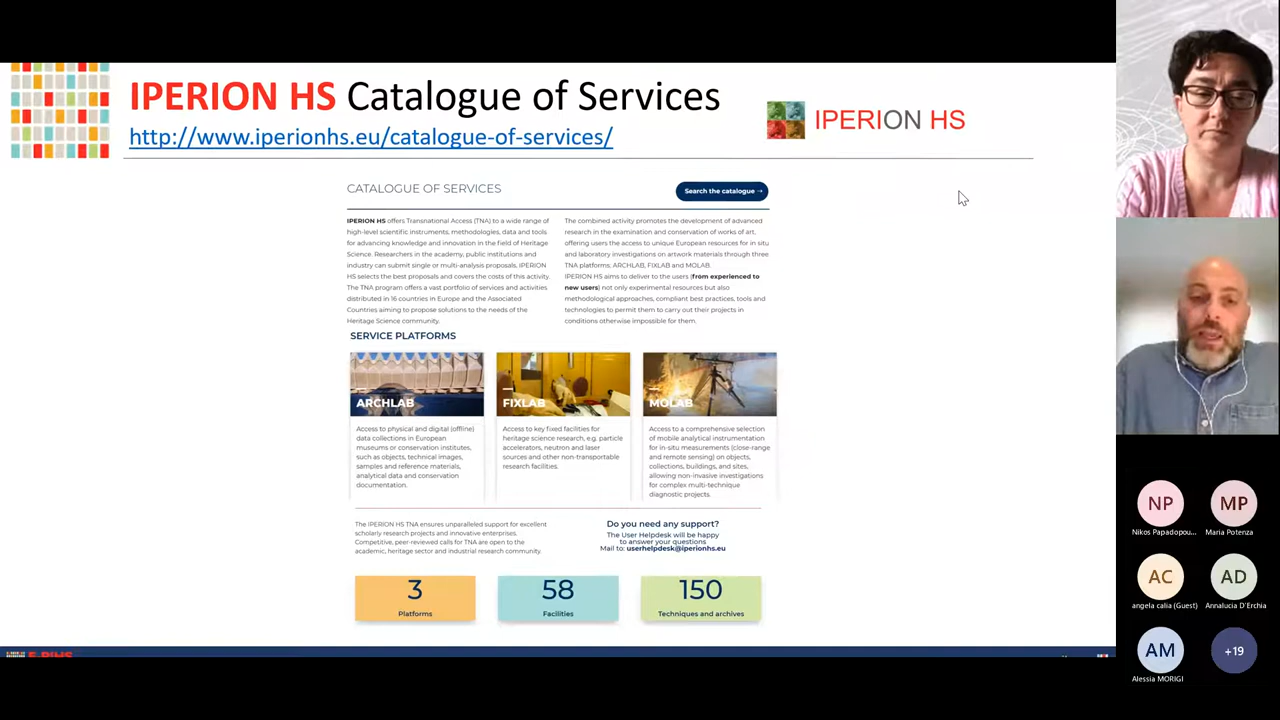 IPERION HS Catalogue of Services
http://www.iperionhs.eu/catalogue-of-services/
IPERION HS
CATALOGUE OF SERVICES
Search the catalogue →
IPERION HS offers Transnational Access (TNA) to a wide range of
high-level scientific instruments, methodologies, data and tools
for advancing knowledge and innovation in the field of Heritage
Science. Researchers in the academy, public institutions and
industry can submit single or multi-analysis proposals. IPERION
HS selects the best proposals and covers the costs of this activity.
The TNA program offers a vast portfolio of services and activities
distributed in 16 countries in Europe and the Associated
Countries aiming to propose solutions to the needs of the
Heritage Science community.
The combined activity promotes the development of advanced
research in the examination and conservation of works of art,
offering users the access to unique European resources for in situ
and laboratory investigations on artwork materials through three
TNA platforms: ARCHLAB, FIXLAB and MOLAB.
IPERION HS aims to deliver to the users (from experienced to
new users) not only experimental resources but also
methodological approaches, compliant best practices, tools and
technologies to permit them to carry out their projects in
conditions otherwise impossible for them.
SERVICE PLATFORMS
ARCHLAB
Access to physical and digital (offline)
data collections in European
museums or conservation institutes,
such as objects, technical images,
samples and reference materials,
analytical data and conservation
documentation.
FIXLAB
Access to key fixed facilities for
heritage science research, e.g. particle
accelerators, neutron and laser
sources and other non-transportable
research facilities.
MOLAB
Access to a comprehensive selection
of mobile analytical instrumentation
for in-situ measurements (close-range
and remote sensing) on objects,
collections, buildings, and sites,
allowing non-invasive investigations
for complex multi-technique
diagnostic projects.
The IPERION HS TNA ensures unparalleled support for excellent
scholarly research projects and innovative enterprises.
Competitive, peer-reviewed calls for TNA are open to the
academic, heritage sector and industrial research community.
Do you need any support?
The User Helpdesk will be happy
to answer your questions
Mail to: userhelpdesk@iperionhs.eu
3
Platforms
58
Facilities
150
Techniques and archives
NP
Nikos Papadopou...
MP
Maria Potenza
AC
angela calia (Guest)
AD
Annalucia D'Erchia
AM
Alessia MORIGI
+19